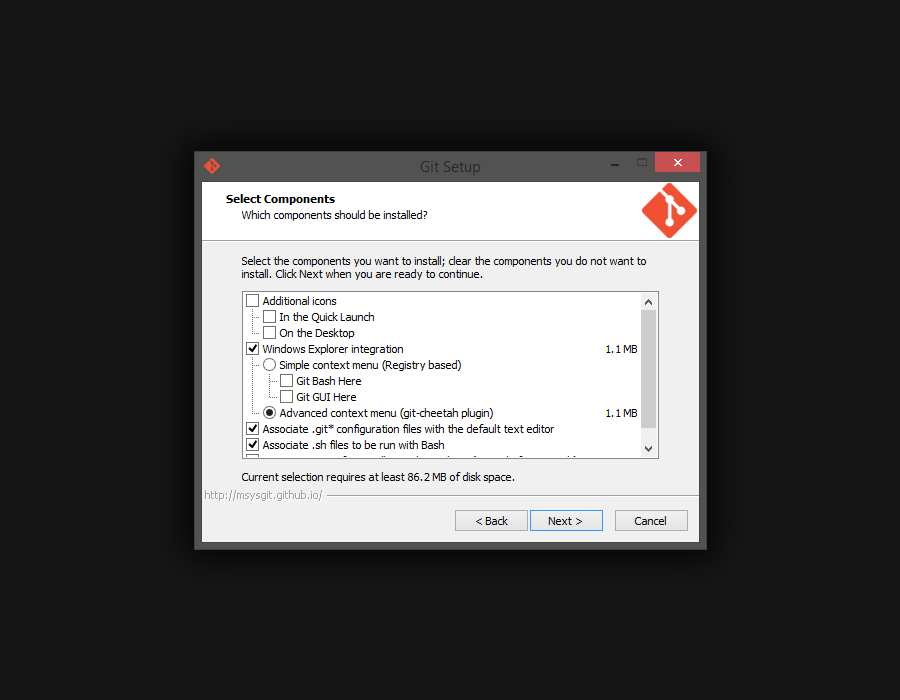 Git Setup
Select Components
Which components should be installed?
Select the components you want to install; clear the components you do not want to
install. Click Next when you are ready to continue.
Additional icons
In the Quick Launch
On the Desktop
Windows Explorer integration 1.1 MB
Simple context menu (Registry based)
Git Bash Here
Git GUI Here
Advanced context menu (git-cheetah plugin) 1.1 MB
Associate .git* configuration files with the default text editor
Associate .sh files to be run with Bash
Current selection requires at least 86.2 MB of disk space.
http://msysgit.github.io/
< Back Next > Cancel